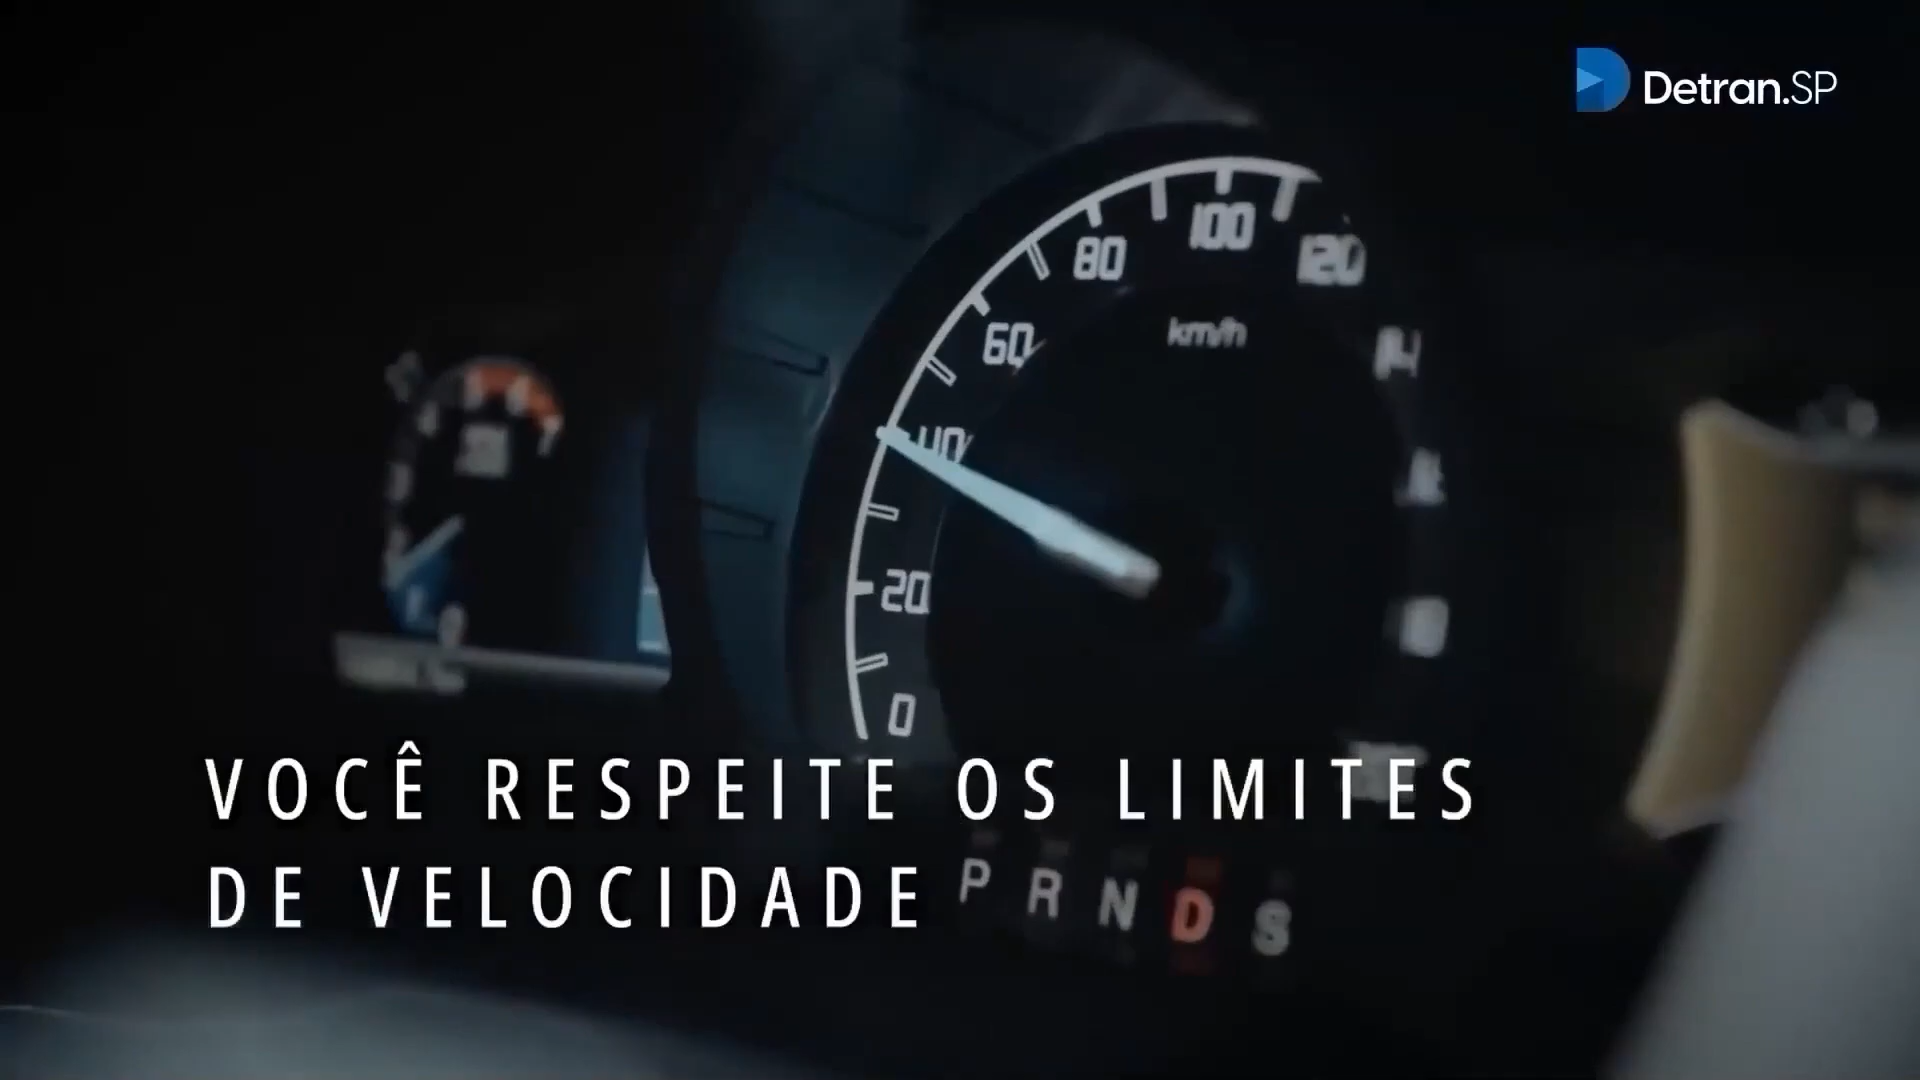 Detran.SP
100
80
120
km/h
60
40
20
0
VOCÊ RESPEITE OS LIMITES
DE VELOCIDADE
P R N D S